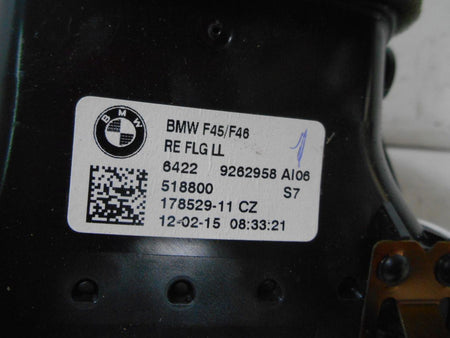 BMW
BMW F45/F46
RE FLG LL
1
6422 9262958 AI06
518800 S7
178529-11 CZ
12-02-15 08:33:21